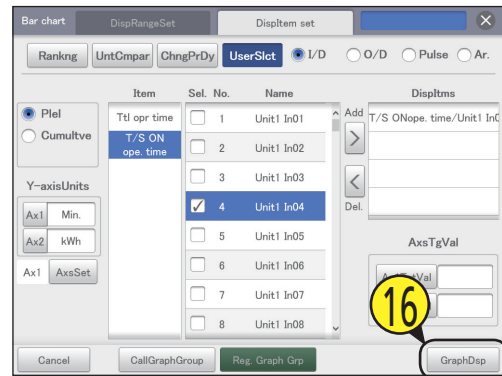 Bar chart DispRangeSet DispItem set
Rankng UntCmpar ChngPrDy UserSlct I/D O/D Pulse Ar.
Item Sel. No. Name DispItms
Plel
Cumultve
Y-axisUnits
Ax1 Min.
Ax2 kWh
Ax1 AxsSet
Ttl opr time
T/S ON
ope. time
1 Unit1 In01
2 Unit1 In02
3 Unit1 In03
4 Unit1 In04
5 Unit1 In05
6 Unit1 In06
7 Unit1 In07
8 Unit1 In08
Add
>
<
Del.
T/S ONope. time/Unit1 In0
AxsTgVal
16
Cancel CallGraphGroup Reg. Graph Grp GraphDsp